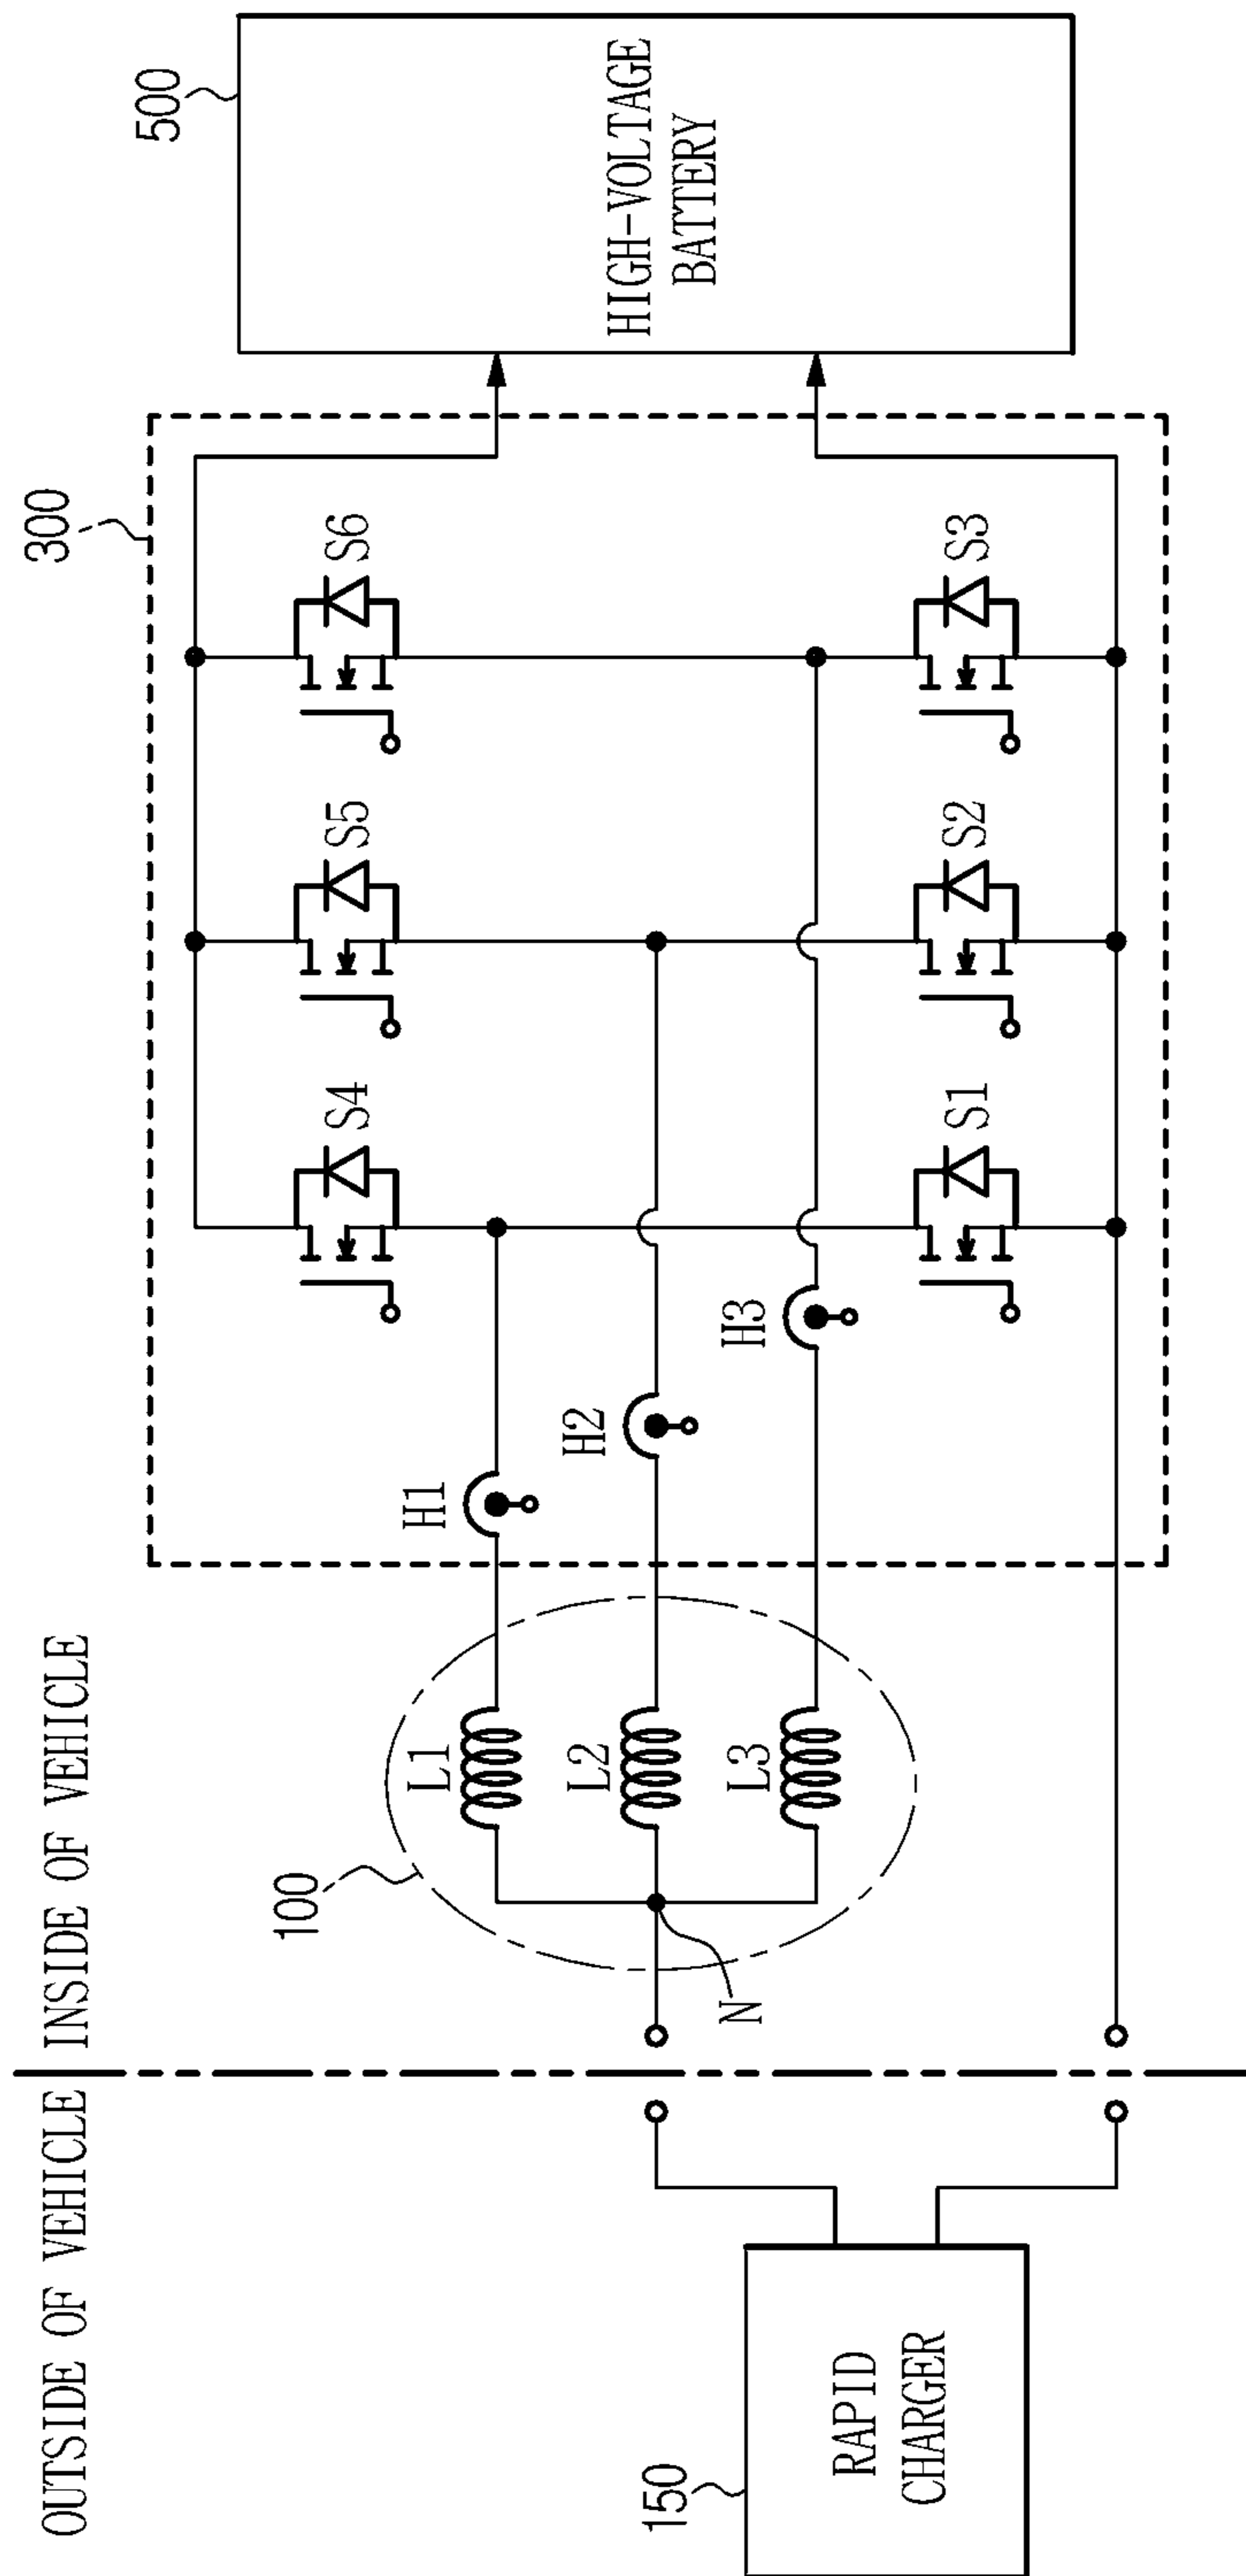 OUTSIDE OF VEHICLE
INSIDE OF VEHICLE
300
500
100
150
RAPID
CHARGER
N
L1
L2
L3
H1
H2
H3
S4
S5
S6
S1
S2
S3
HIGH-VOLTAGE
BATTERY